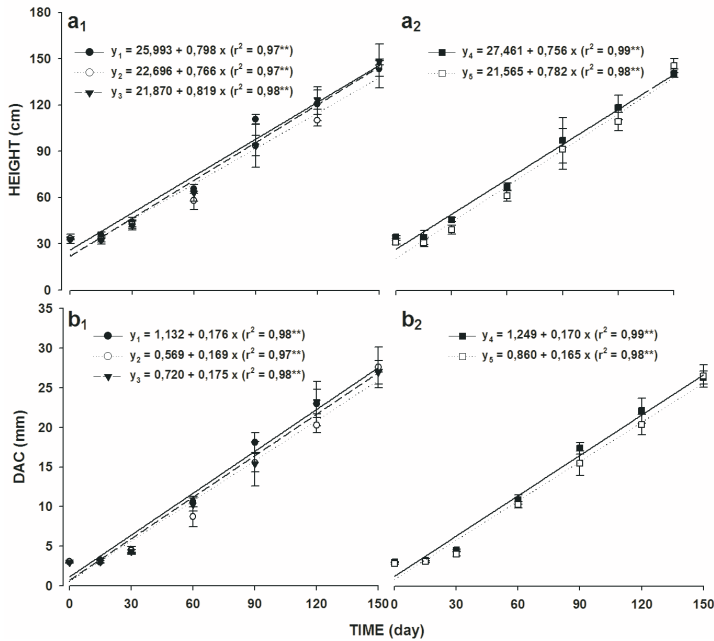 a1
y1 = 25,993 + 0,798 x (r2 = 0,97**)
y2 = 22,696 + 0,766 x (r2 = 0,97**)
y3 = 21,870 + 0,819 x (r2 = 0,98**)
a2
y4 = 27,461 + 0,756 x (r2 = 0,99**)
y5 = 21,565 + 0,782 x (r2 = 0,98**)
HEIGHT (cm)
180
150
120
90
60
30
0
b1
y1 = 1,132 + 0,176 x (r2 = 0,98**)
y2 = 0,569 + 0,169 x (r2 = 0,97**)
y3 = 0,720 + 0,175 x (r2 = 0,98**)
b2
y4 = 1,249 + 0,170 x (r2 = 0,99**)
y5 = 0,860 + 0,165 x (r2 = 0,98**)
DAC (mm)
35
30
25
20
15
10
5
0
0 30 60 90 120 150
0 30 60 90 120 150
TIME (day)